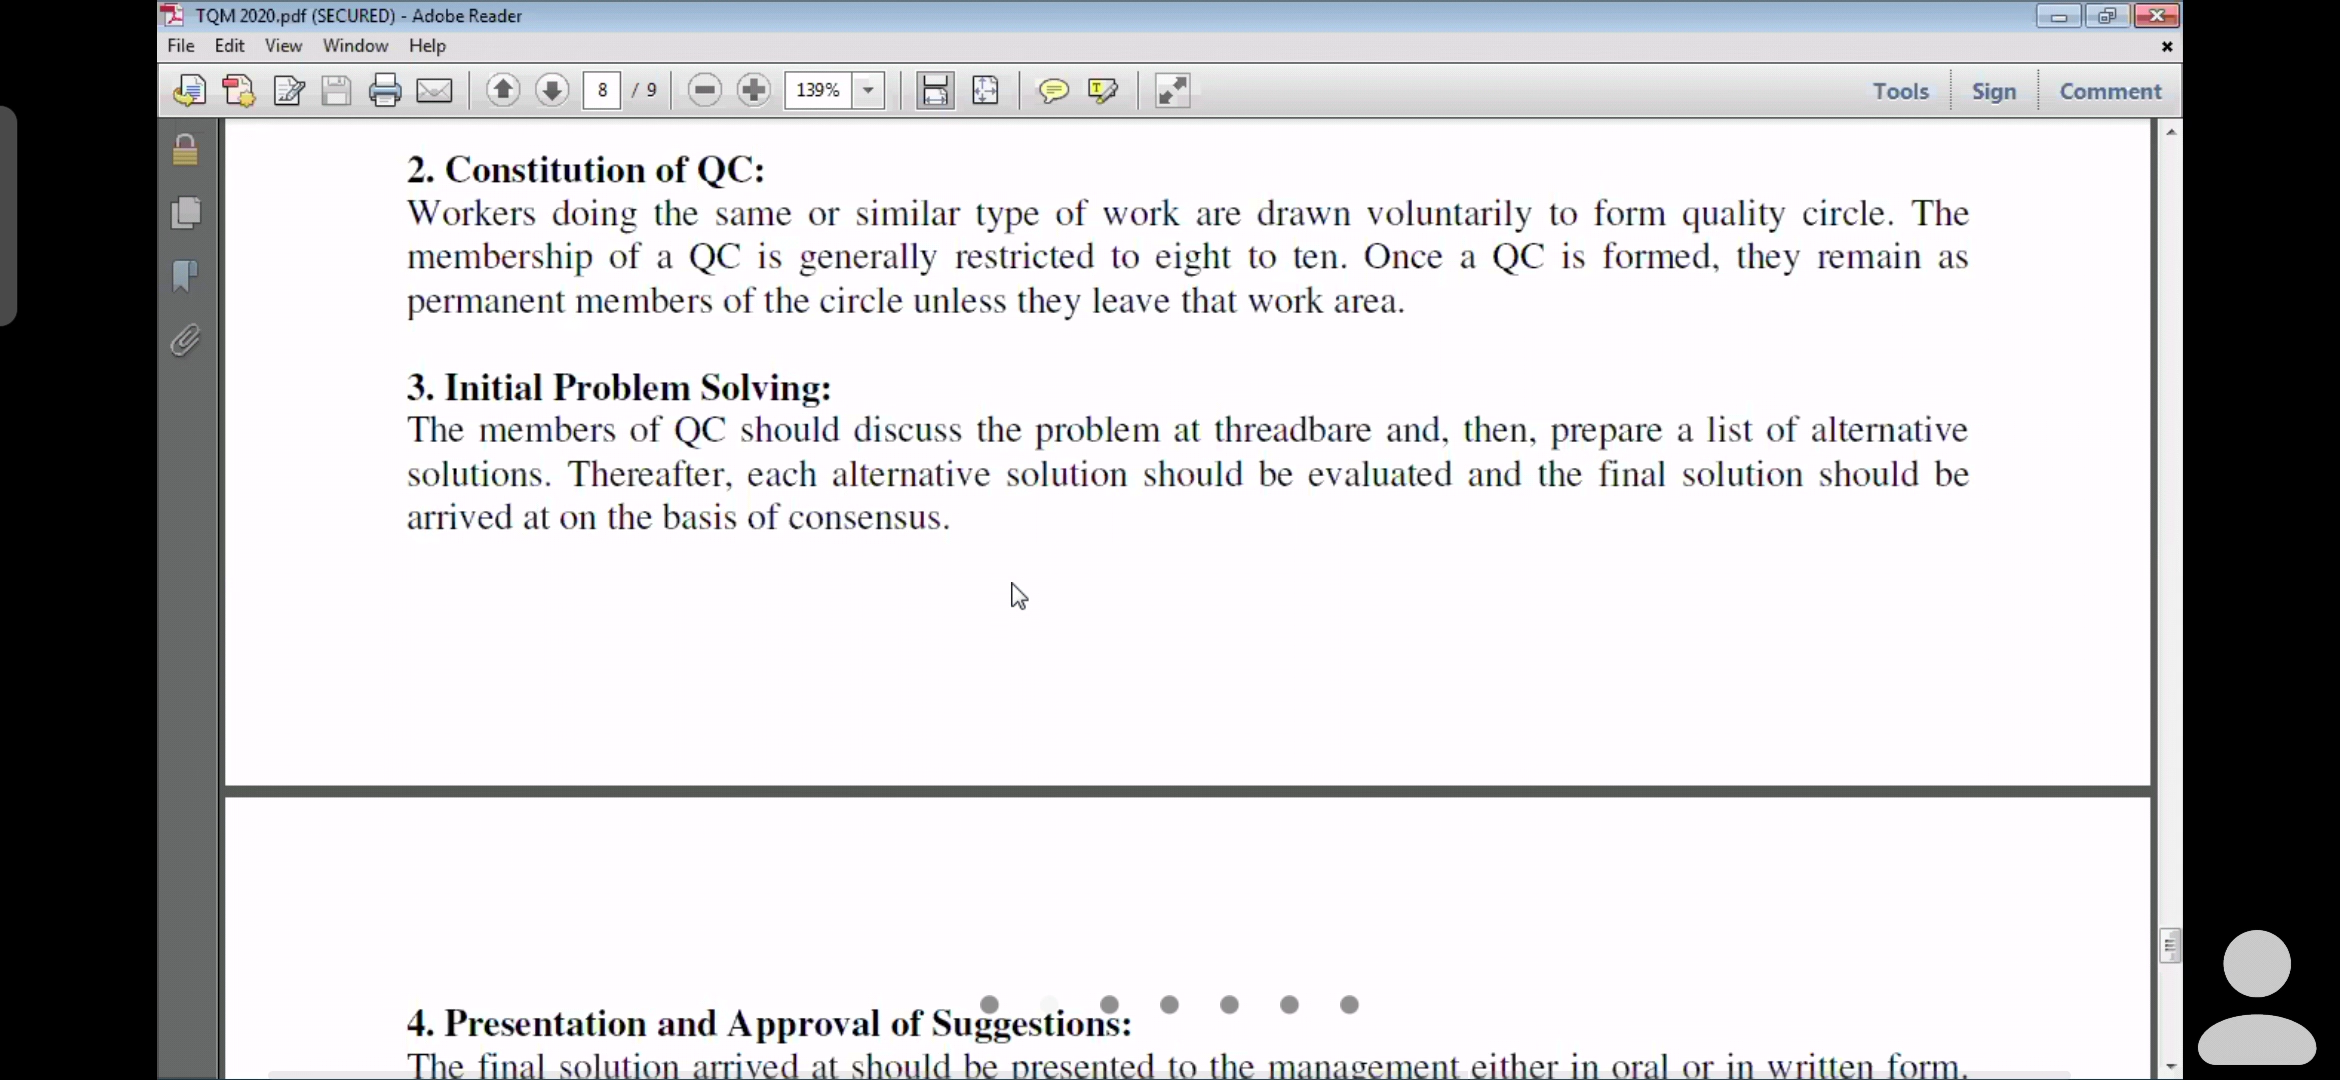 TQM 2020.pdf (SECURED) - Adobe Reader
File Edit View Window Help
8 / 9 139% Tools Sign Comment
2. Constitution of QC:
Workers doing the same or similar type of work are drawn voluntarily to form quality circle. The
membership of a QC is generally restricted to eight to ten. Once a QC is formed, they remain as
permanent members of the circle unless they leave that work area.
3. Initial Problem Solving:
The members of QC should discuss the problem at threadbare and, then, prepare a list of alternative
solutions. Thereafter, each alternative solution should be evaluated and the final solution should be
arrived at on the basis of consensus.
4. Presentation and Approval of Suggestions:
The final solution arrived at should be presented to the management either in oral or in written form.